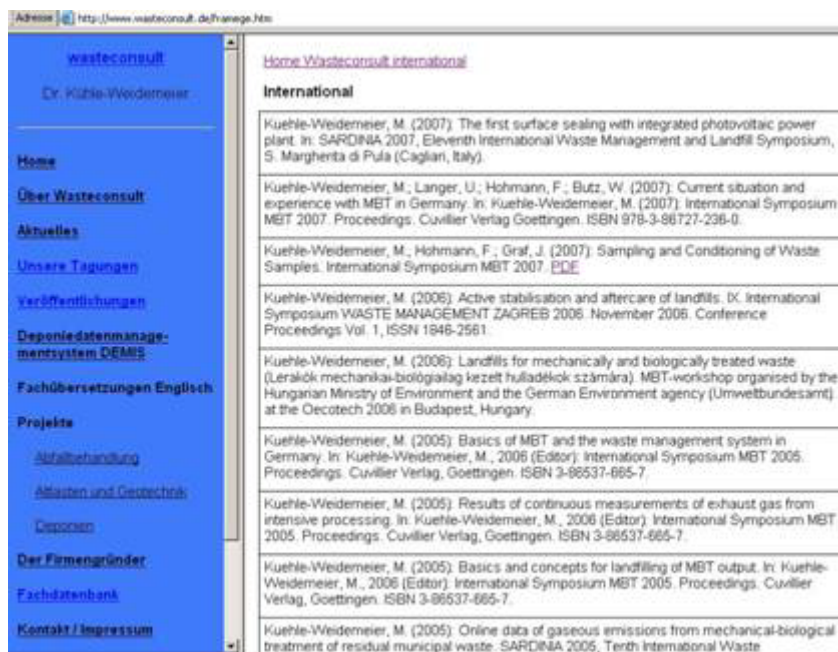 Adresse http://www.wasteconsult.de/framege.htm
wasteconsult
Dr. Kühle-Weidemeier
Home
Über Wasteconsult
Aktuelles
Unsere Tagungen
Veröffentlichungen
Deponiedatenmanage-
mentsystem DEMIS
Fachübersetzungen Englisch
Projekte
Abfallbehandlung
Altlasten und Geotechnik
Deponien
Der Firmengründer
Fachdatenbank
Kontakt / Impressum
Home Wasteconsult international
International
Kuehle-Weidemeier, M. (2007): The first surface sealing with integrated photovoltaic power
plant. In: SARDINIA 2007, Eleventh International Waste Management and Landfill Symposium,
S. Margherita di Pula (Cagliari, Italy).
Kuehle-Weidemeier, M.; Langer, U.; Hohmann, F.; Butz, W. (2007): Current situation and
experience with MBT in Germany. In: Kuehle-Weidemeier, M. (2007): International Symposium
MBT 2007. Proceedings. Cuvillier Verlag Goettingen. ISBN 978-3-86727-236-0.
Kuehle-Weidemeier, M.; Hohmann, F.; Graf, J. (2007): Sampling and Conditioning of Waste
Samples. International Symposium MBT 2007. PDF
Kuehle-Weidemeier, M. (2006): Active stabilisation and aftercare of landfills. IX. International
Symposium WASTE MANAGEMENT ZAGREB 2006. November 2006. Conference
Proceedings Vol. 1, ISSN 1846-2561.
Kuehle-Weidemeier, M. (2006): Landfills for mechanically and biologically treated waste
(Lerakók mechanikai-biológiailag kezelt hulladékok számára). MBT-workshop organised by the
Hungarian Ministry of Environment and the German Environment agency (Umweltbundesamt)
at the Oecotech 2006 in Budapest, Hungary.
Kuehle-Weidemeier, M. (2005): Basics of MBT and the waste management system in
Germany. In: Kuehle-Weidemeier, M., 2006 (Editor): International Symposium MBT 2005.
Proceedings. Cuvillier Verlag, Goettingen. ISBN 3-86537-665-7.
Kuehle-Weidemeier, M. (2005): Results of continuous measurements of exhaust gas from
intensive processing. In: Kuehle-Weidemeier, M., 2006 (Editor): International Symposium MBT
2005. Proceedings. Cuvillier Verlag, Goettingen. ISBN 3-86537-665-7.
Kuehle-Weidemeier, M. (2005): Basics and concepts for landfilling of MBT output. In: Kuehle-
Weidemeier, M., 2006 (Editor): International Symposium MBT 2005. Proceedings. Cuvillier
Verlag, Goettingen. ISBN 3-86537-665-7.
Kuehle-Weidemeier, M. (2005): Online data of gaseous emissions from mechanical-biological
treatment of residual municipal waste. SARDINIA 2005, Tenth International Waste